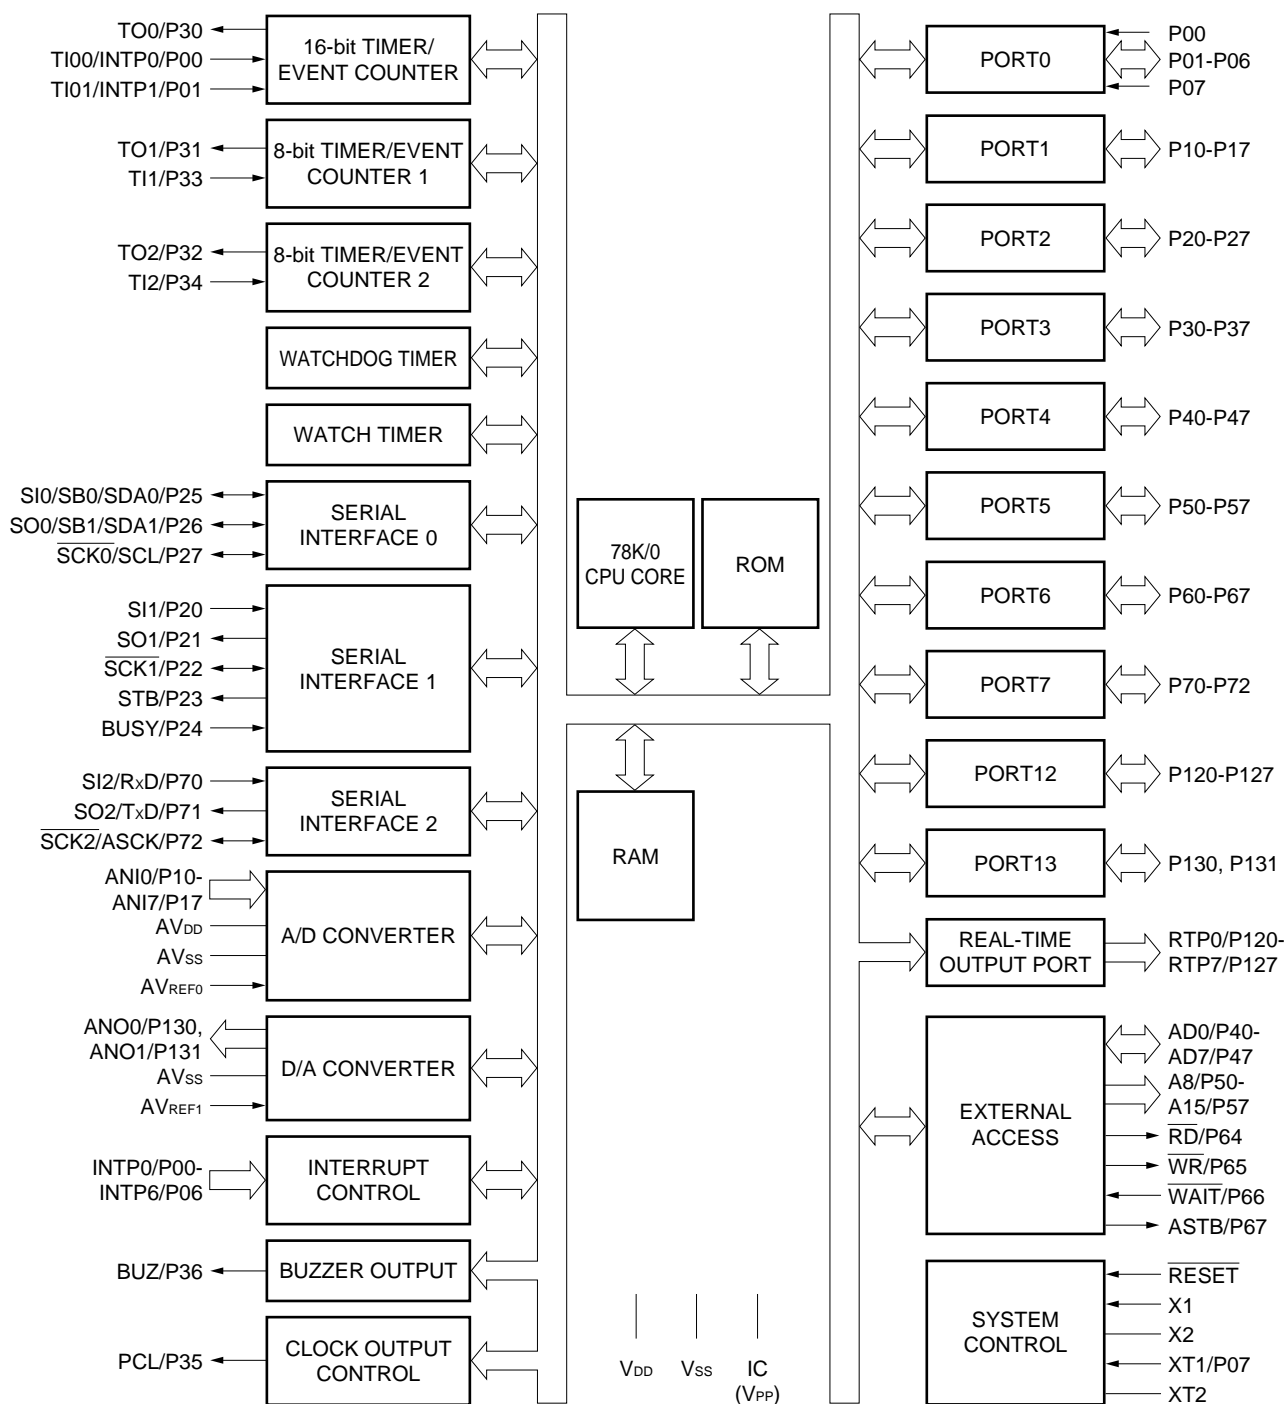 TO0/P30
TI00/INTP0/P00
TI01/INTP1/P01
16-bit TIMER/
EVENT COUNTER
TO1/P31
TI1/P33
8-bit TIMER/EVENT
COUNTER 1
TO2/P32
TI2/P34
8-bit TIMER/EVENT
COUNTER 2
WATCHDOG TIMER
WATCH TIMER
SI0/SB0/SDA0/P25
SO0/SB1/SDA1/P26
SCK0/SCL/P27
SERIAL
INTERFACE 0
SI1/P20
SO1/P21
SCK1/P22
STB/P23
BUSY/P24
SERIAL
INTERFACE 1
SI2/RxD/P70
SO2/TxD/P71
SCK2/ASCK/P72
SERIAL
INTERFACE 2
ANI0/P10-
ANI7/P17
AVDD
AVSS
AVREF0
A/D CONVERTER
ANO0/P130,
ANO1/P131
AVSS
AVREF1
D/A CONVERTER
INTP0/P00-
INTP6/P06
INTERRUPT
CONTROL
BUZ/P36
BUZZER OUTPUT
PCL/P35
CLOCK OUTPUT
CONTROL
78K/0
CPU CORE
ROM
RAM
VDD
VSS
IC
(VPP)
PORT0
P00
P01-P06
P07
PORT1
P10-P17
PORT2
P20-P27
PORT3
P30-P37
PORT4
P40-P47
PORT5
P50-P57
PORT6
P60-P67
PORT7
P70-P72
PORT12
P120-P127
PORT13
P130, P131
REAL-TIME
OUTPUT PORT
RTP0/P120-
RTP7/P127
EXTERNAL
ACCESS
AD0/P40-
AD7/P47
A8/P50-
A15/P57
RD/P64
WR/P65
WAIT/P66
ASTB/P67
SYSTEM
CONTROL
RESET
X1
X2
XT1/P07
XT2